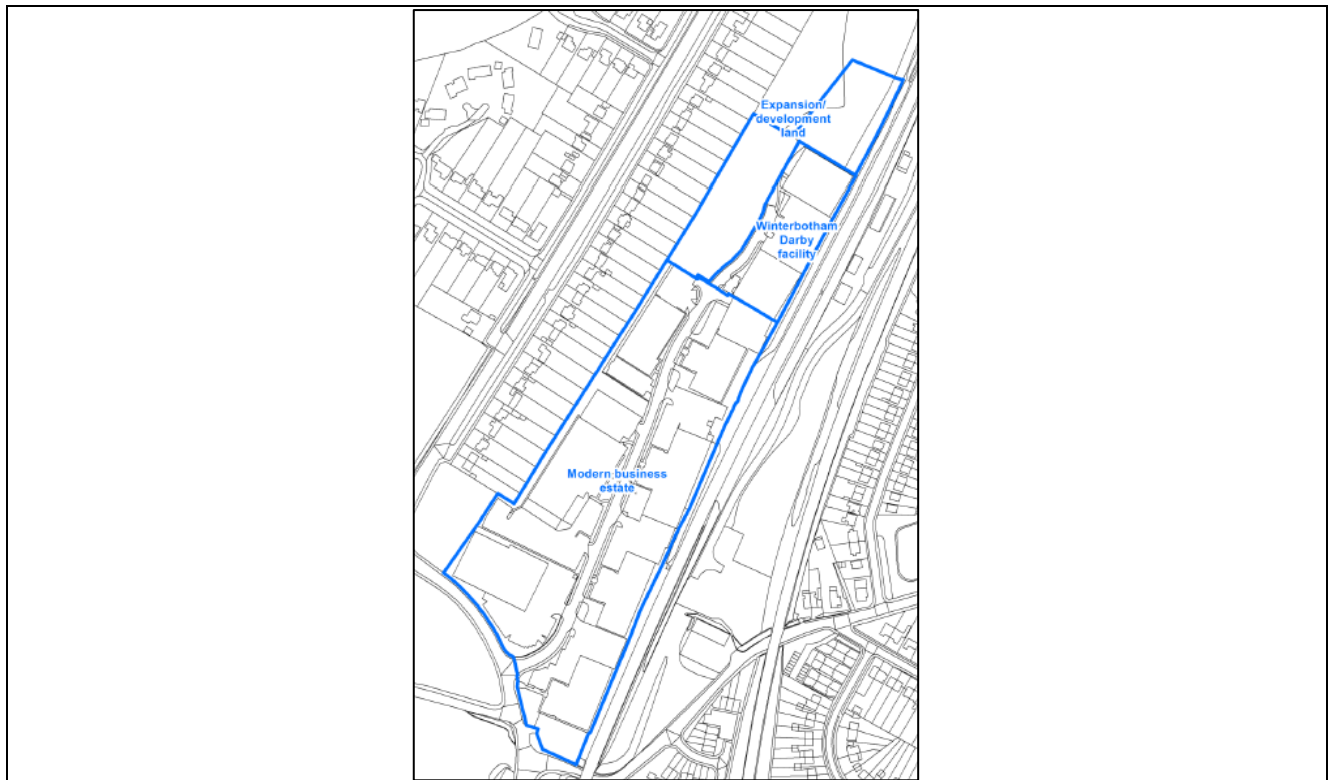 Expansion/
development
land
Winterbotham
Darby
facility
Modern business
estate